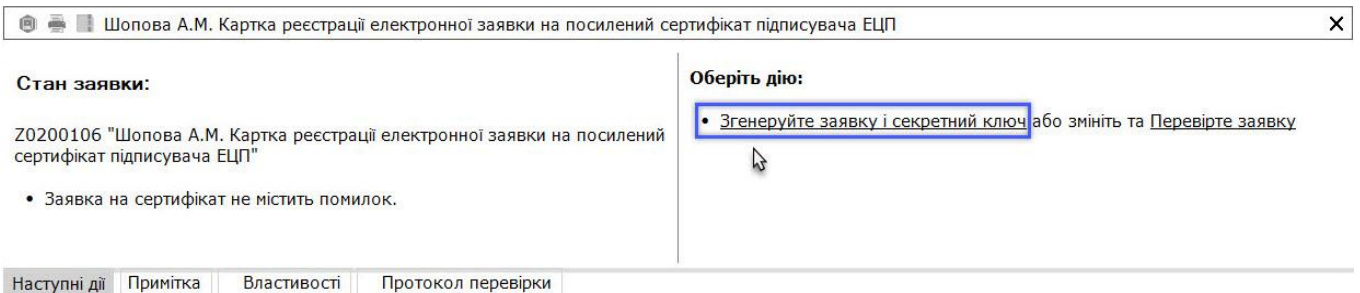 Шопова А.М. Картка реєстрації електронної заявки на посилений сертифікат підписувача ЕЦП
Стан заявки:
Z0200106 "Шопова А.М. Картка реєстрації електронної заявки на посилений
сертифікат підписувача ЕЦП"
• Заявка на сертифікат не містить помилок.
Оберіть дію:
• Згенеруйте заявку і секретний ключ або змініть та Перевірте заявку
Наступні дії Примітка Властивості Протокол перевірки